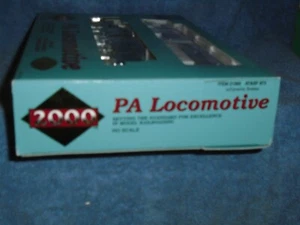 2000
PA Locomotive
SETTING THE STANDARD FOR EXCELLENCE
IN MODEL RAILROADING
HO SCALE